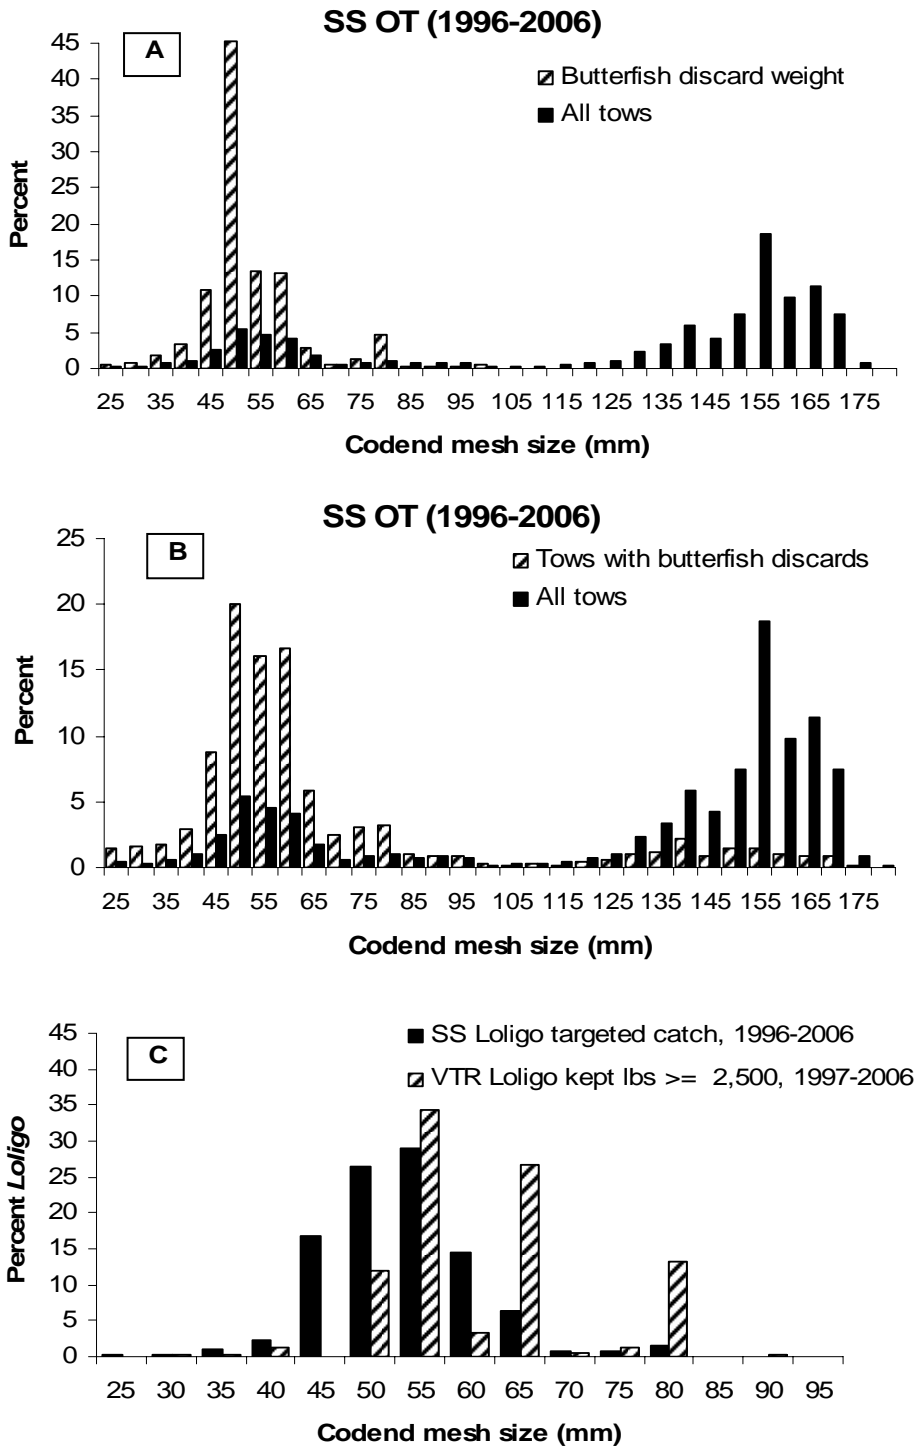 SS OT (1996-2006)
A
Butterfish discard weight
All tows
45
40
35
30
25
20
15
10
5
0
Percent
25 35 45 55 65 75 85 95 105 115 125 135 145 155 165 175
Codend mesh size (mm)
SS OT (1996-2006)
B
Tows with butterfish discards
All tows
25
20
15
10
5
0
Percent
25 35 45 55 65 75 85 95 105 115 125 135 145 155 165 175
Codend mesh size (mm)
C
SS Loligo targeted catch, 1996-2006
VTR Loligo kept lbs >= 2,500, 1997-2006
45
40
35
30
25
20
15
10
5
0
Percent Loligo
25 30 35 40 45 50 55 60 65 70 75 80 85 90 95
Codend mesh size (mm)